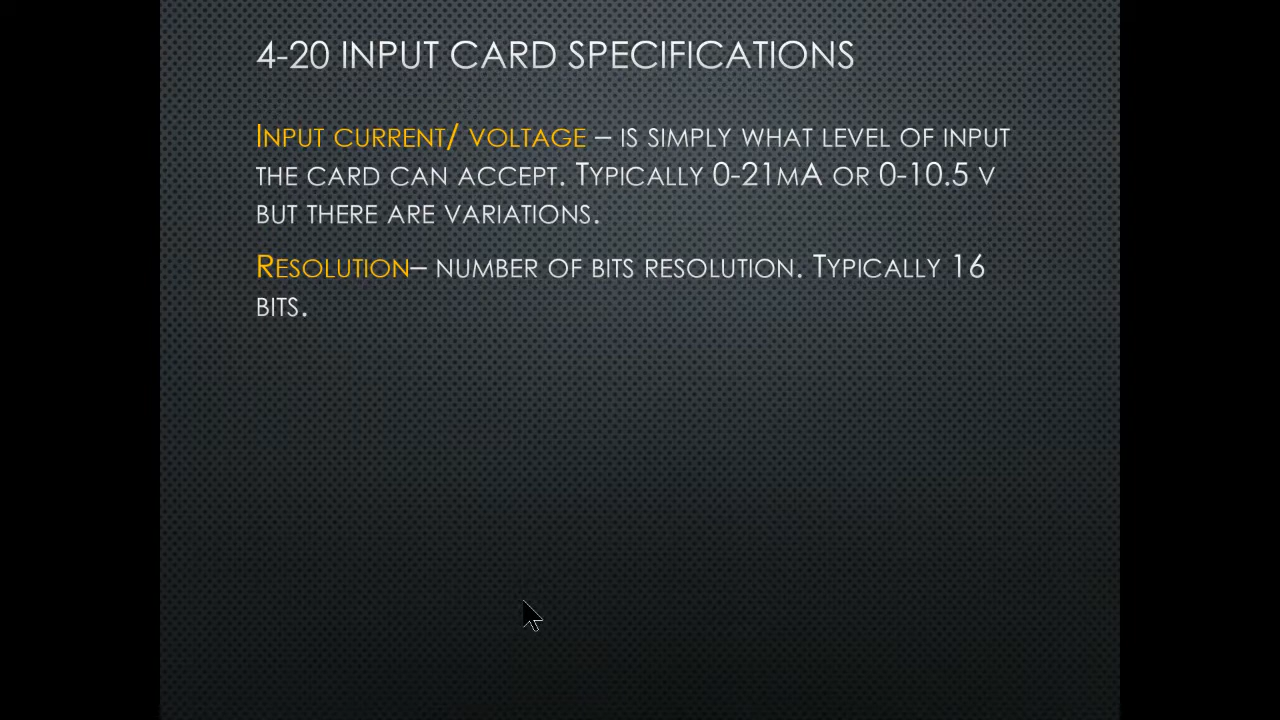 4-20 INPUT CARD SPECIFICATIONS
INPUT CURRENT/ VOLTAGE – IS SIMPLY WHAT LEVEL OF INPUT
THE CARD CAN ACCEPT. TYPICALLY 0-21MA OR 0-10.5 V
BUT THERE ARE VARIATIONS.
RESOLUTION– NUMBER OF BITS RESOLUTION. TYPICALLY 16
BITS.